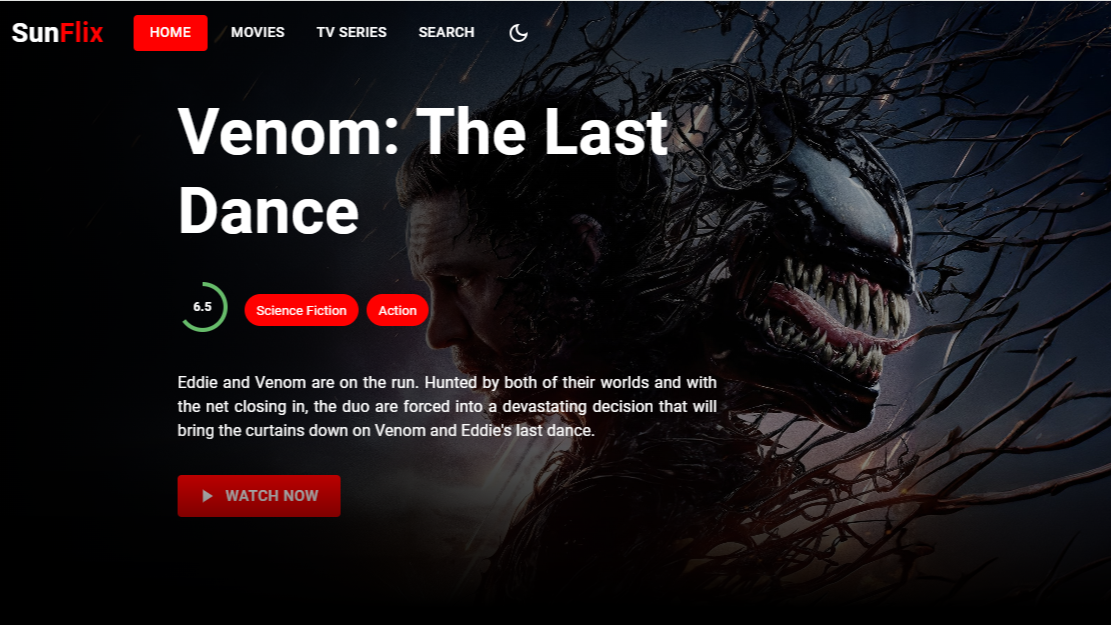 SunFlix HOME MOVIES TV SERIES SEARCH
Venom: The Last
Dance
6.5 Science Fiction Action
Eddie and Venom are on the run. Hunted by both of their worlds and with
the net closing in, the duo are forced into a devastating decision that will
bring the curtains down on Venom and Eddie's last dance.
WATCH NOW